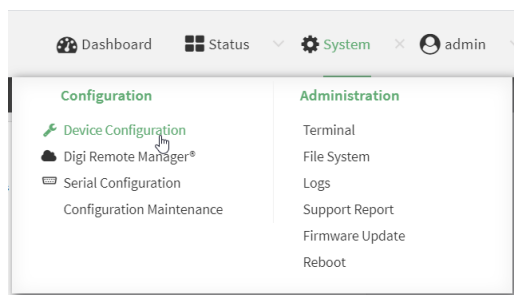 Dashboard Status System admin
Configuration
Device Configuration
Digi Remote Manager®
Serial Configuration
Configuration Maintenance
Administration
Terminal
File System
Logs
Support Report
Firmware Update
Reboot